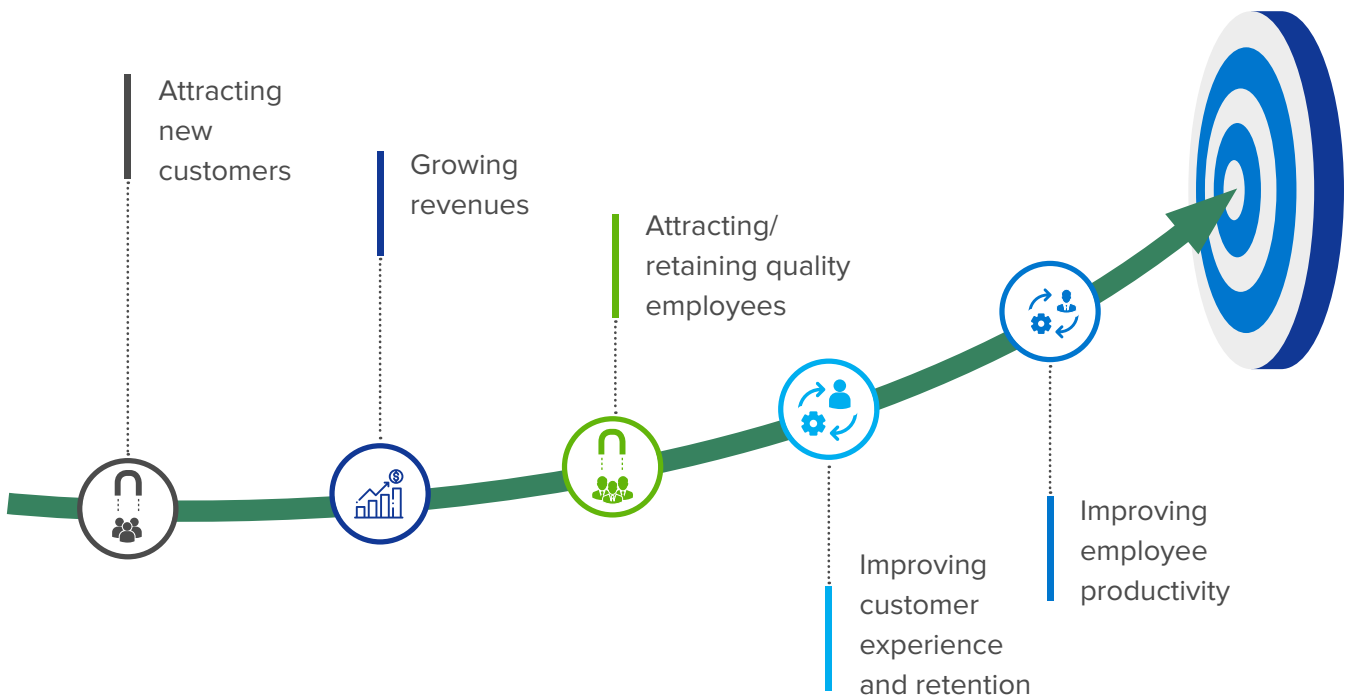 Attracting
new
customers
Growing
revenues
Attracting/
retaining quality
employees
Improving
customer
experience
and retention
Improving
employee
productivity
$